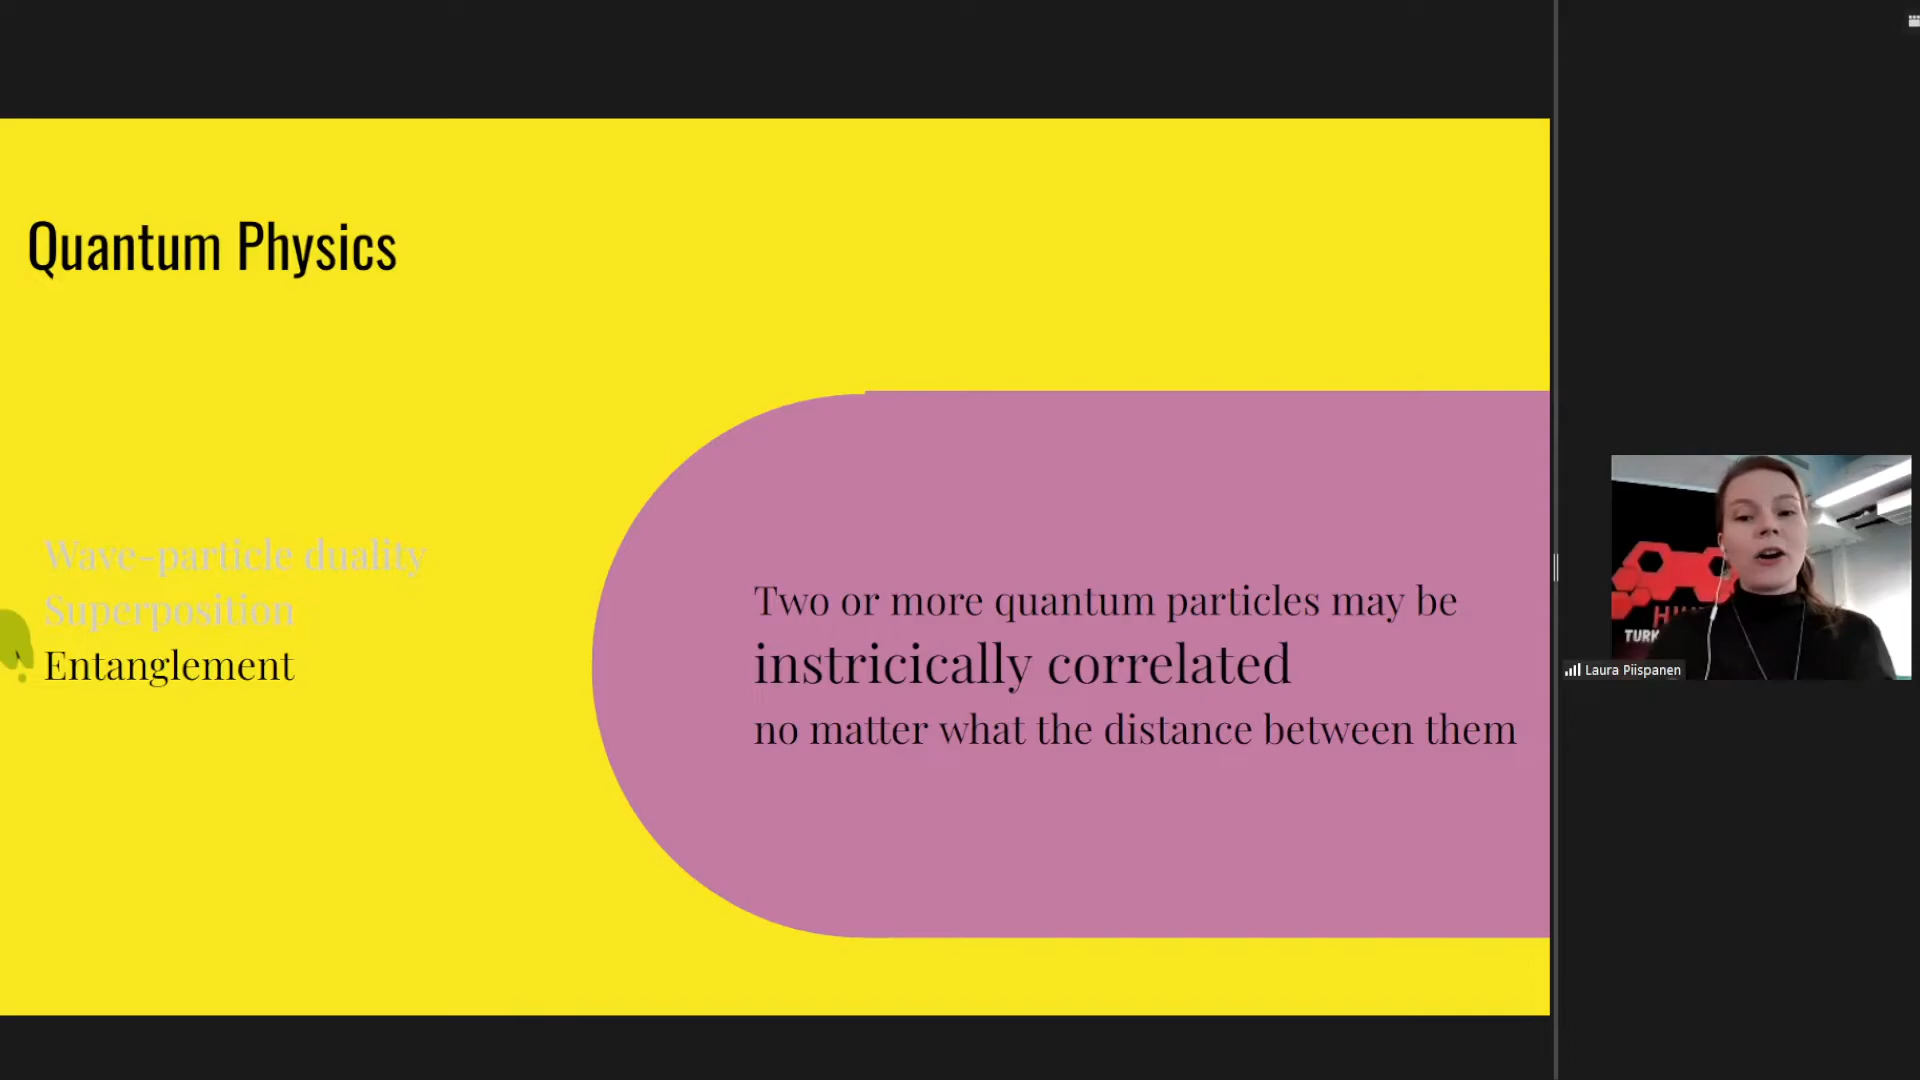 Quantum Physics
Wave-particle duality
Superposition
Entanglement
Two or more quantum particles may be
instricically correlated
no matter what the distance between them
TURK
Laura Piispanen